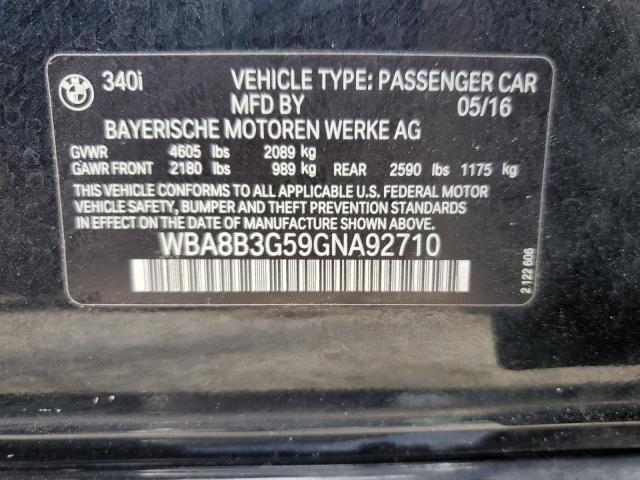 340i VEHICLE TYPE: PASSENGER CAR
MFD BY 05/16
BAYERISCHE MOTOREN WERKE AG
GVWR 4605 lbs 2089 kg
GAWR FRONT 2180 lbs 989 kg REAR 2590 lbs 1175 kg
THIS VEHICLE CONFORMS TO ALL APPLICABLE U.S. FEDERAL MOTOR
VEHICLE SAFETY, BUMPER AND THEFT PREVENTION STANDARDS
IN EFFECT ON THE DATE OF MANUFACTURE SHOWN ABOVE.
WBA8B3G59GNA92710
2 122 606